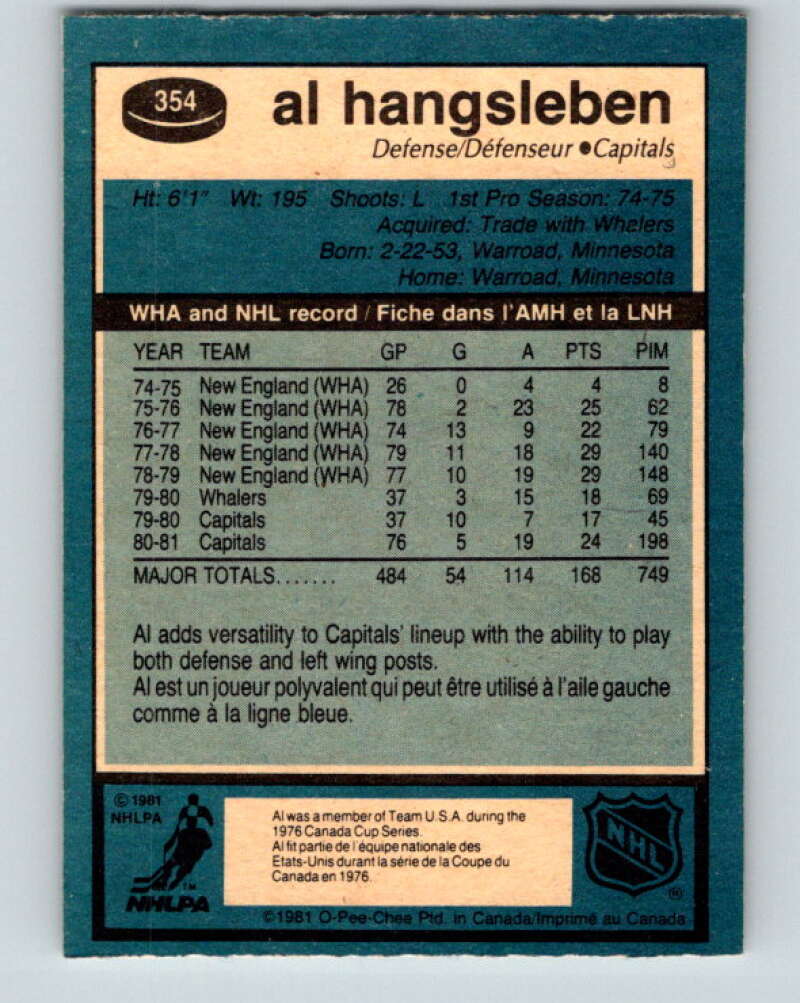 354
al hangsleben
Defense/Défenseur ●Capitals
Ht: 6'1" Wt: 195 Shoots: L 1st Pro Season: 74-75
Acquired: Trade with Whalers
Born: 2-22-53, Warroad, Minnesota
Home: Warroad, Minnesota
WHA and NHL record / Fiche dans l'AMH et la LNH
YEAR TEAM GP G A PTS PIM
74-75 New England (WHA) 26 0 4 4 8
75-76 New England (WHA) 78 2 23 25 62
76-77 New England (WHA) 74 13 9 22 79
77-78 New England (WHA) 79 11 18 29 140
78-79 New England (WHA) 77 10 19 29 148
79-80 Whalers 37 3 15 18 69
79-80 Capitals 37 10 7 17 45
80-81 Capitals 76 5 19 24 198
MAJOR TOTALS....... 484 54 114 168 749
Al adds versatility to Capitals' lineup with the ability to play
both defense and left wing posts.
Al est un joueur polyvalent qui peut être utilisé à l'aile gauche
comme à la ligne bleue.
© 1981
NHLPA
TM
NHLPA
Al was a member of Team U.S.A. during the
1976 Canada Cup Series.
Al fit partie de l'équipe nationale des
Etats-Unis durant la série de la Coupe du
Canada en 1976.
NHL
®
©1981 O-Pee-Chee Ptd. in Canada/Imprimé au Canada